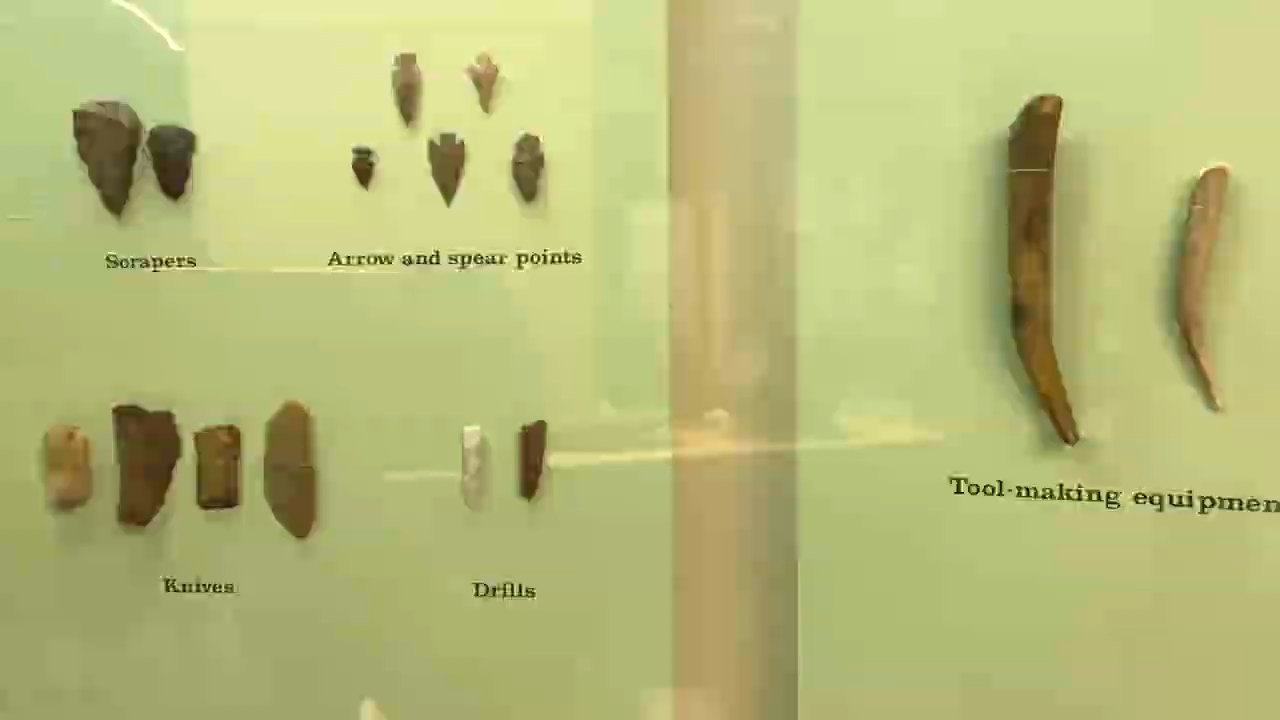 Scrapers
Arrow and spear points
Knives
Drills
Tool-making equipmen